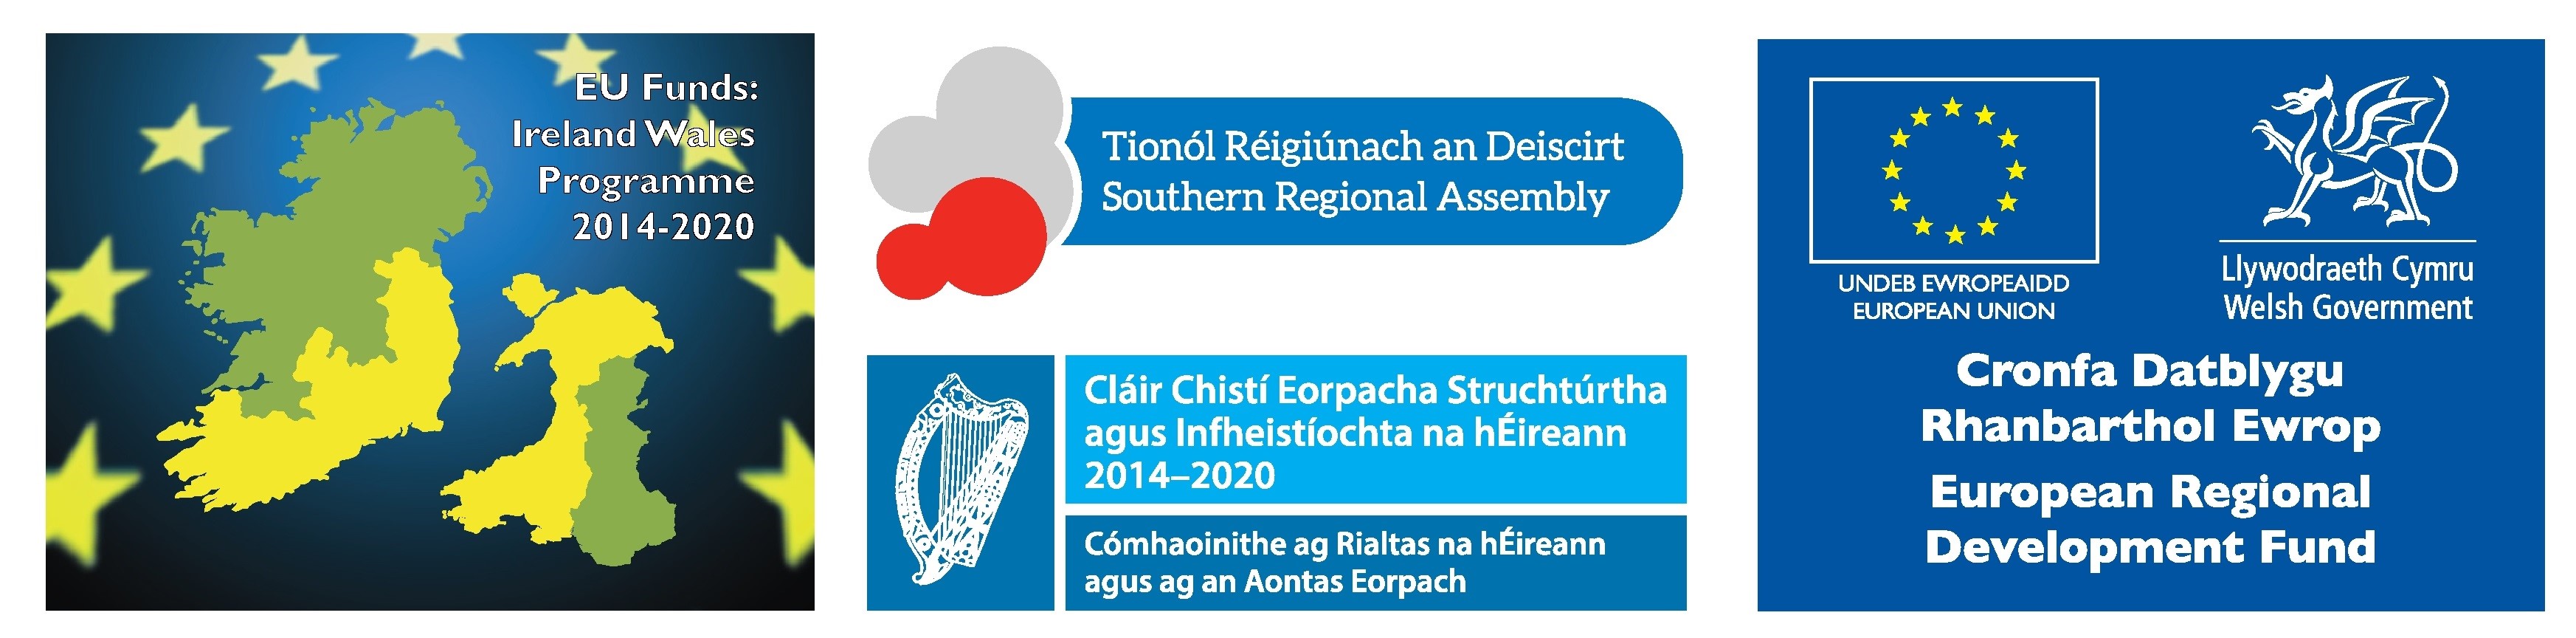 EU Funds:
Ireland Wales
Programme
2014-2020
Tionól Réigiúnach an Deiscirt
Southern Regional Assembly
Cláir Chistí Eorpacha Struchtúrtha
agus Infheistíochta na hÉireann
2014–2020
Cómhaoinithe ag Rialtas na hÉireann
agus ag an Aontas Eorpach
UNDEB EWROPEAIDD
EUROPEAN UNION
Llywodraeth Cymru
Welsh Government
Cronfa Datblygu
Rhanbarthol Ewrop
European Regional
Development Fund